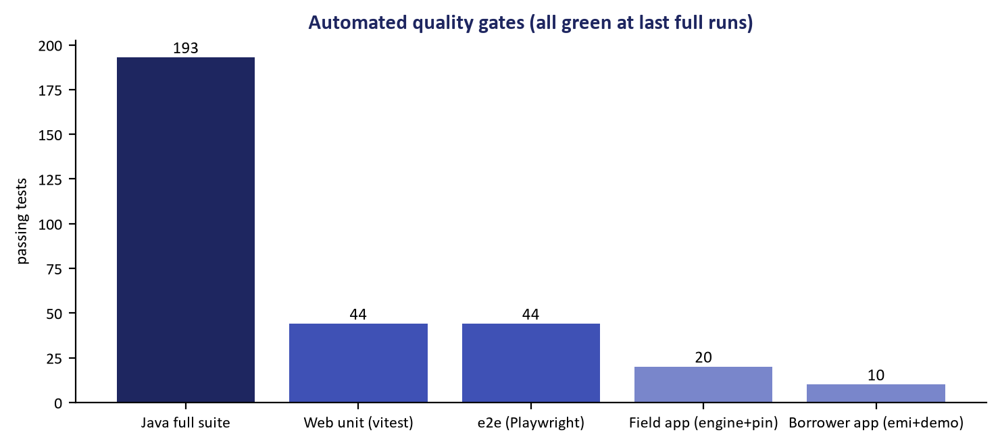 Automated quality gates (all green at last full runs)
passing tests
200
175
150
125
100
75
50
25
0
193
44
44
20
10
Java full suite
Web unit (vitest)
e2e (Playwright)
Field app (engine+pin)
Borrower app (emi+demo)